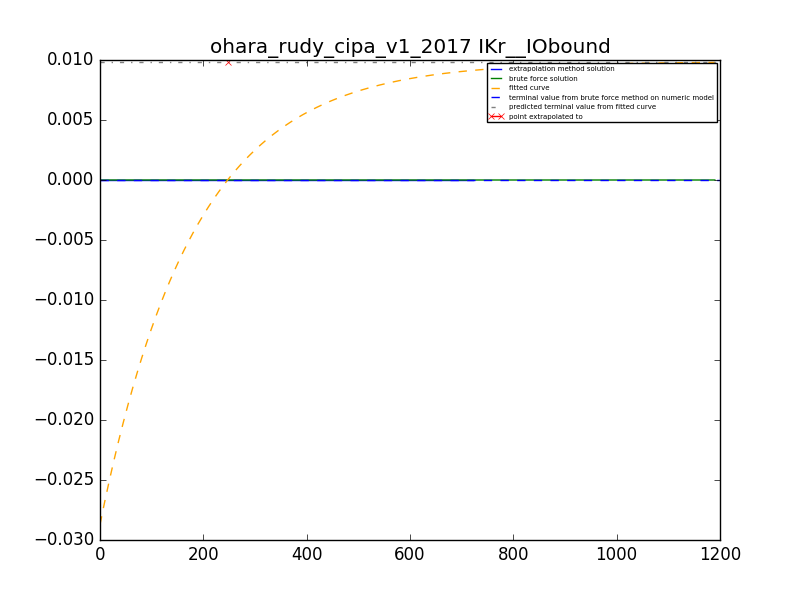 ohara_rudy_cipa_v1_2017 IKr__IObound
0.010
0.005
0.000
−0.005
−0.010
−0.015
−0.020
−0.025
−0.030
extrapolation method solution
brute force solution
fitted curve
terminal value from brute force method on numeric model
predicted terminal value from fitted curve
point extrapolated to
0 200 400 600 800 1000 1200